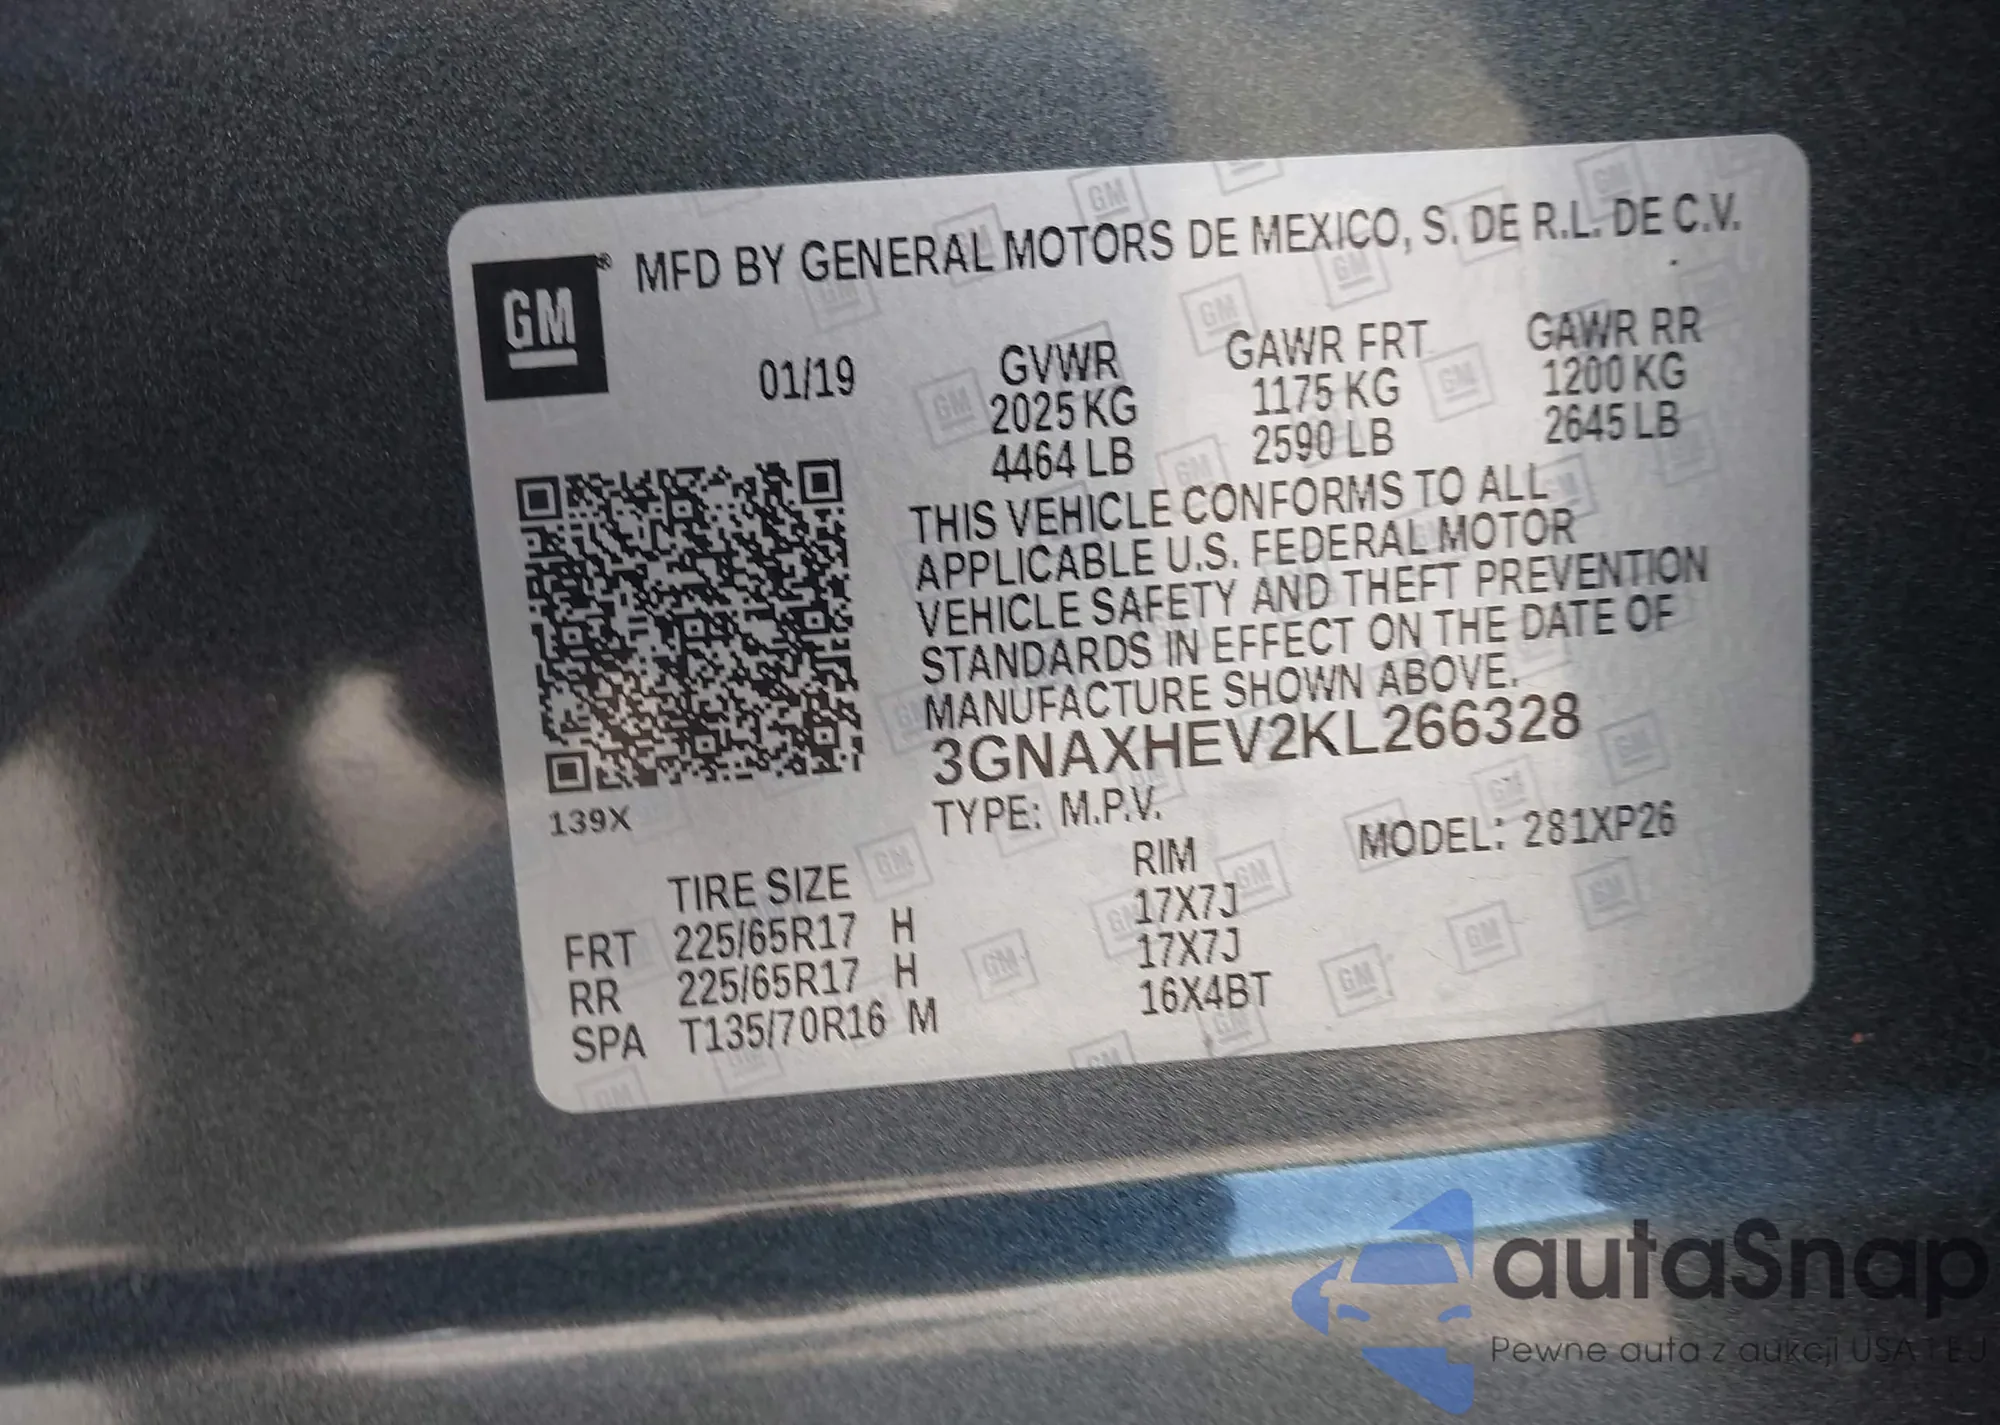 GM ® MFD BY GENERAL MOTORS DE MEXICO, S. DE R.L. DE C.V.
01/19 GVWR GAWR FRT GAWR RR
2025 KG 1175 KG 1200 KG
4464 LB 2590 LB 2645 LB
THIS VEHICLE CONFORMS TO ALL
APPLICABLE U.S. FEDERAL MOTOR
VEHICLE SAFETY AND THEFT PREVENTION
STANDARDS IN EFFECT ON THE DATE OF
MANUFACTURE SHOWN ABOVE.
3GNAXHEV2KL266328
139X
TYPE: M.P.V. MODEL: 281XP26
TIRE SIZE RIM
FRT 225/65R17 H 17X7J
RR 225/65R17 H 17X7J
SPA T135/70R16 M 16X4BT
autaSnap
Pewne auta z aukcji USA I EU